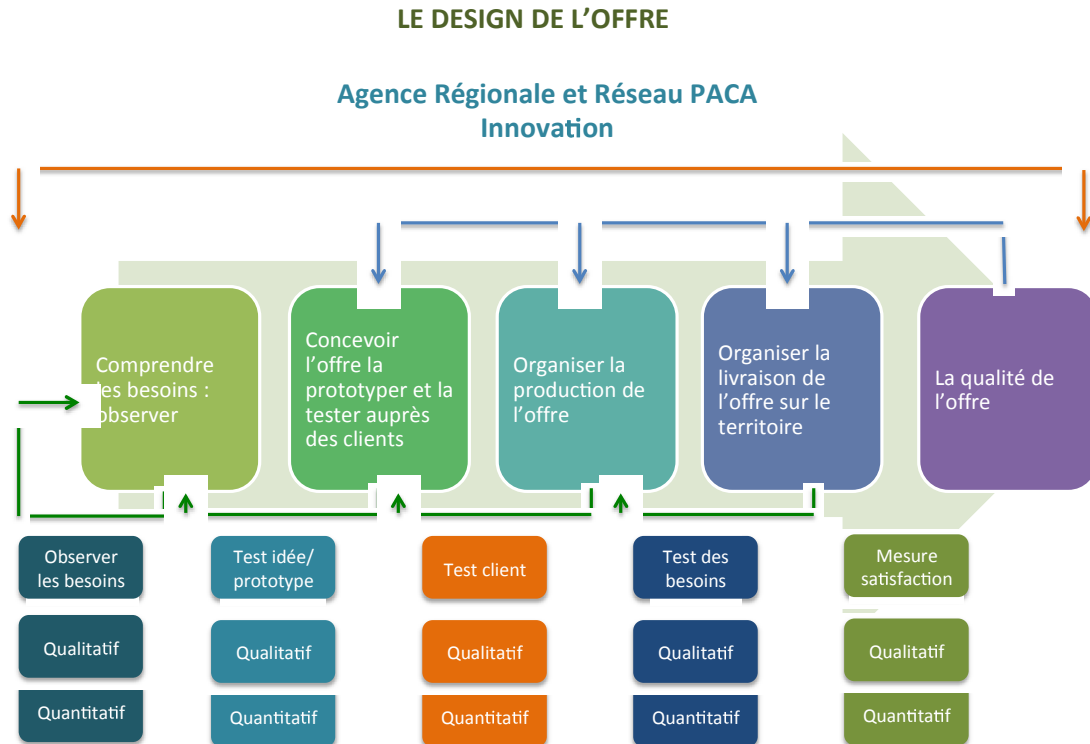 LE DESIGN DE L’OFFRE
Agence Régionale et Réseau PACA
Innovation
Comprendre
les besoins :
observer
Concevoir
l’offre la
prototyper et la
tester auprès
des clients
Organiser la
production de
l’offre
Organiser la
livraison de
l’offre sur le
territoire
La qualité de
l’offre
Observer
les besoins
Test idée/
prototype
Test client
Test des
besoins
Mesure
satisfaction
Qualitatif
Qualitatif
Qualitatif
Qualitatif
Qualitatif
Quantitatif
Quantitatif
Quantitatif
Quantitatif
Quantitatif